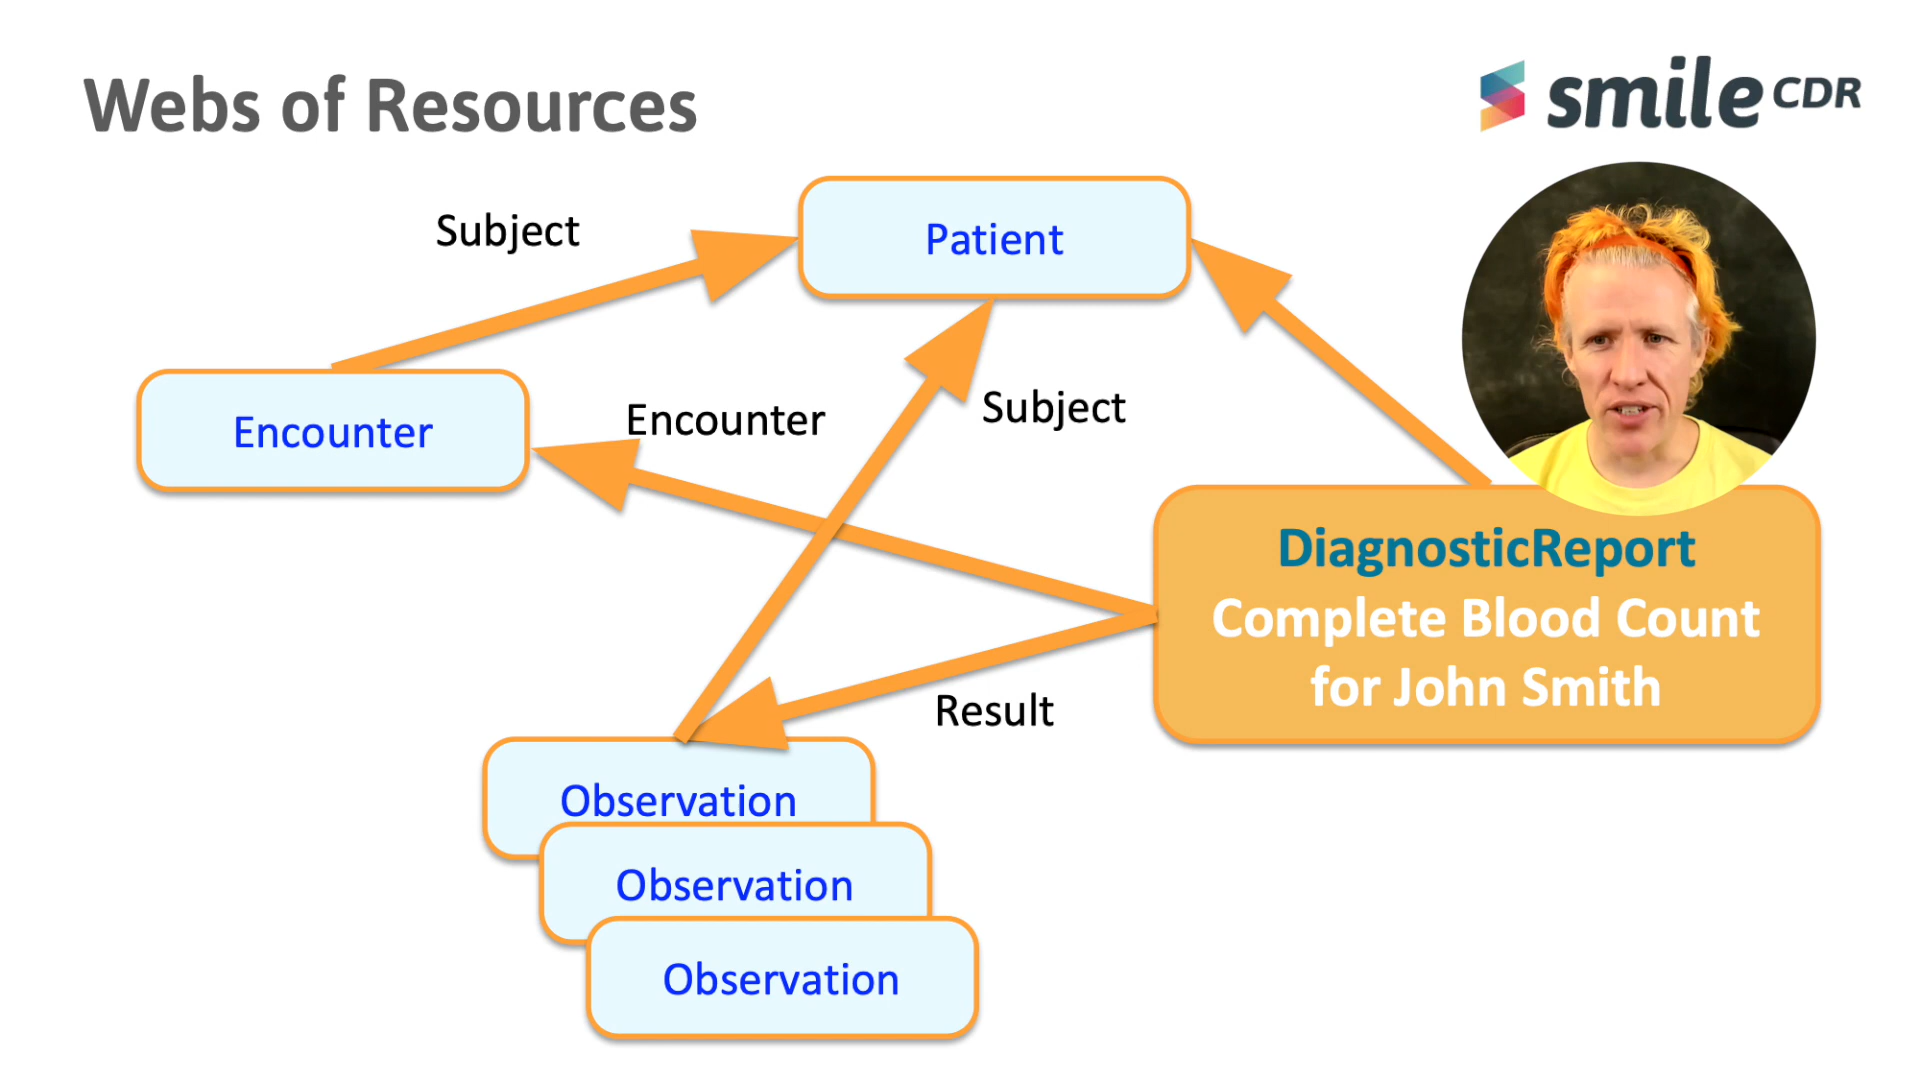 Webs of Resources
smile CDR
Subject
Patient
Encounter
Encounter
Subject
DiagnosticReport
Complete Blood Count
for John Smith
Result
Observation
Observation
Observation